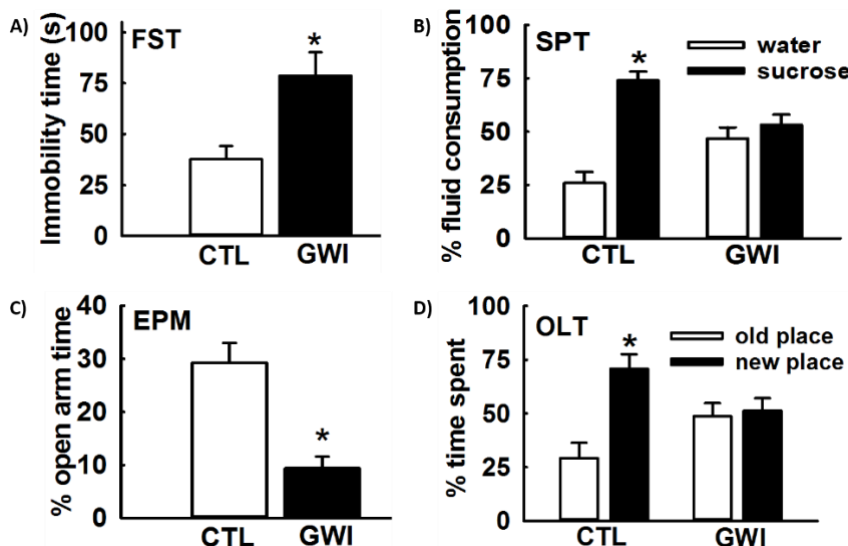 A)
FST
Immobility time (s)
100
75
50
25
0
*
CTL GWI
B)
SPT
% fluid consumption
100
75
50
25
0
water
sucrose
*
CTL GWI
C)
EPM
% open arm time
40
30
20
10
0
*
CTL GWI
D)
OLT
% time spent
100
75
50
25
0
old place
new place
*
CTL GWI